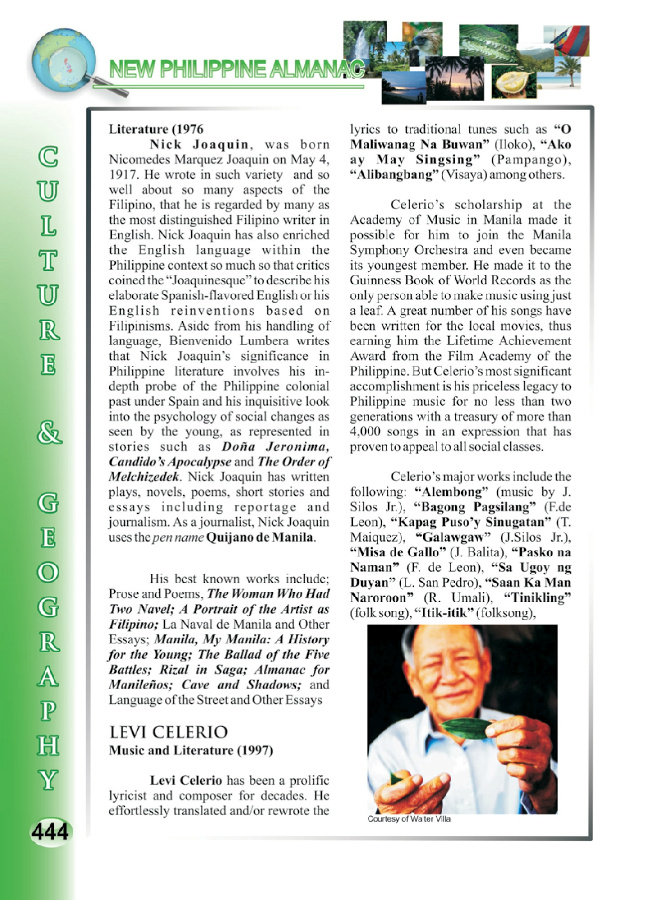 NEW PHILIPPINE ALMANAC
CULTURE & GEOGRAPHY
444
Literature (1976
Nick Joaquin, was born
Nicomedes Marquez Joaquin on May 4,
1917. He wrote in such variety and so
well about so many aspects of the
Filipino, that he is regarded by many as
the most distinguished Filipino writer in
English. Nick Joaquin has also enriched
the English language within the
Philippine context so much so that critics
coined the “Joaquinesque” to describe his
elaborate Spanish-flavored English or his
English reinventions based on
Filipinisms. Aside from his handling of
language, Bienvenido Lumbera writes
that Nick Joaquin’s significance in
Philippine literature involves his in-
depth probe of the Philippine colonial
past under Spain and his inquisitive look
into the psychology of social changes as
seen by the young, as represented in
stories such as Doña Jeronima,
Candido’s Apocalypse and The Order of
Melchizedek. Nick Joaquin has written
plays, novels, poems, short stories and
essays including reportage and
journalism. As a journalist, Nick Joaquin
uses the pen name Quijano de Manila.
His best known works include;
Prose and Poems, The Woman Who Had
Two Navel; A Portrait of the Artist as
Filipino; La Naval de Manila and Other
Essays; Manila, My Manila: A History
for the Young; The Ballad of the Five
Battles; Rizal in Saga; Almanac for
Manileños; Cave and Shadows; and
Language of the Street and Other Essays
LEVI CELERIO
Music and Literature (1997)
Levi Celerio has been a prolific
lyricist and composer for decades. He
effortlessly translated and/or rewrote the
lyrics to traditional tunes such as “O
Maliwanag Na Buwan” (Iloko), “Ako
ay May Singsing” (Pampango),
“Alibangbang” (Visaya) among others.
Celerio’s scholarship at the
Academy of Music in Manila made it
possible for him to join the Manila
Symphony Orchestra and even became
its youngest member. He made it to the
Guinness Book of World Records as the
only person able to make music using just
a leaf. A great number of his songs have
been written for the local movies, thus
earning him the Lifetime Achievement
Award from the Film Academy of the
Philippine. But Celerio’s most significant
accomplishment is his priceless legacy to
Philippine music for no less than two
generations with a treasury of more than
4,000 songs in an expression that has
proven to appeal to all social classes.
Celerio’s major works include the
following: “Alembong” (music by J.
Silos Jr.), “Bagong Pagsilang” (F.de
Leon), “Kapag Puso’y Sinugatan” (T.
Maiquez), “Galawgaw” (J.Silos Jr.),
“Misa de Gallo” (J. Balita), “Pasko na
Naman” (F. de Leon), “Sa Ugoy ng
Duyan” (L. San Pedro), “Saan Ka Man
Naroroon” (R. Umali), “Tinikling”
(folk song), “Itik-itik” (folksong),
Courtesy of Walter Villa